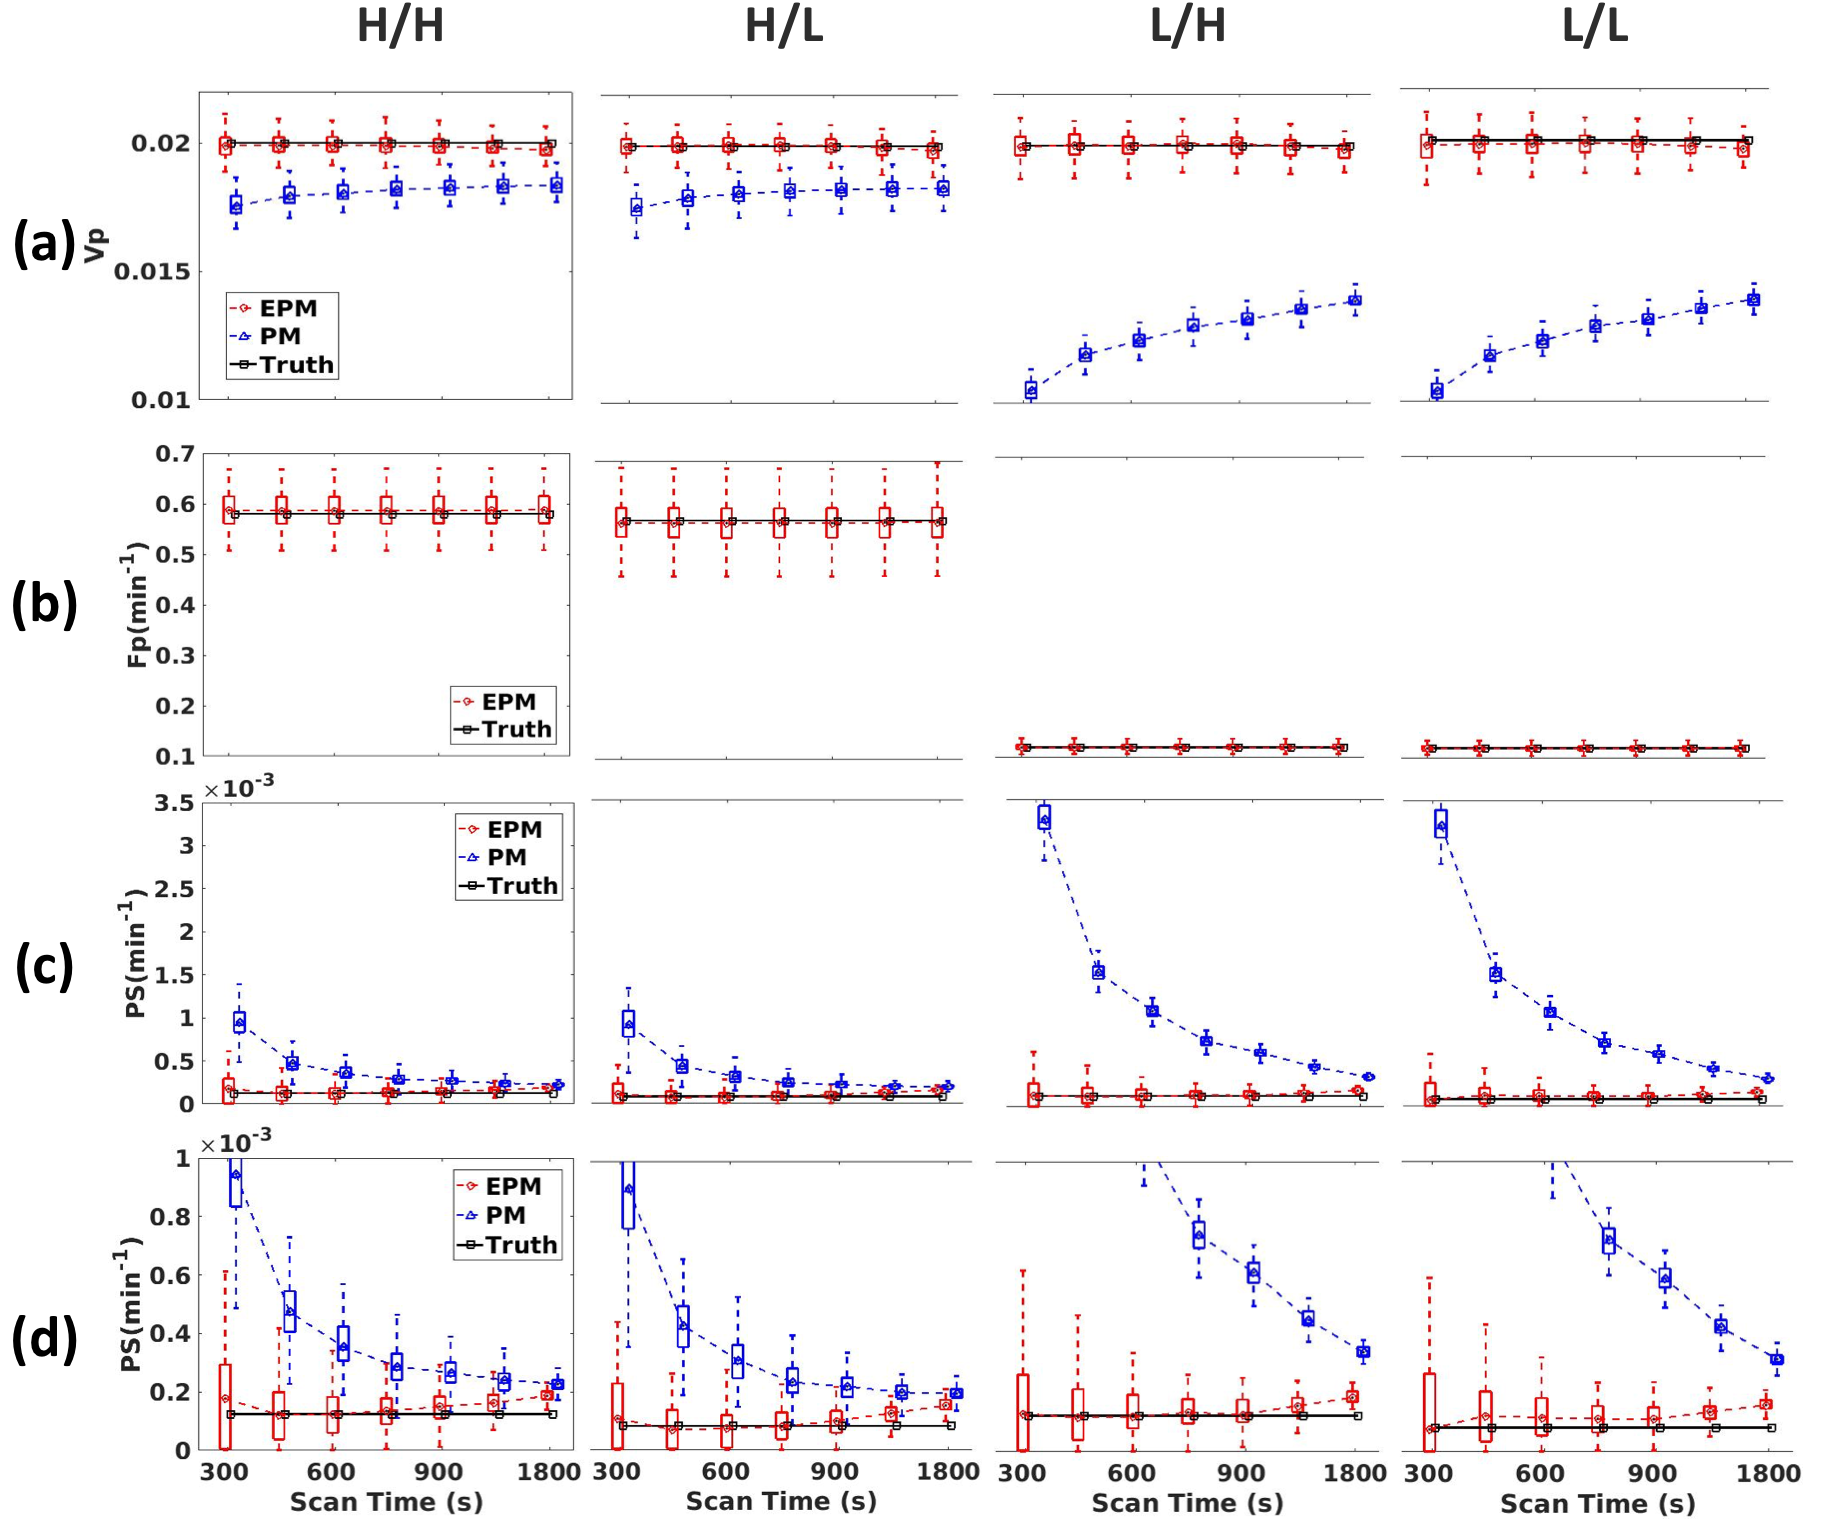 H/H H/L L/H L/L
(a)
Vp
0.02
0.015
0.01
EPM
PM
Truth
(b)
Fp(min-1)
0.7
0.6
0.5
0.4
0.3
0.2
0.1
EPM
Truth
(c)
PS(min-1)
×10-3
3.5
3
2.5
2
1.5
1
0.5
0
EPM
PM
Truth
(d)
PS(min-1)
×10-3
1
0.8
0.6
0.4
0.2
0
EPM
PM
Truth
300 600 900 1800 300 600 900 1800 300 600 900 1800 300 600 900 1800
Scan Time (s) Scan Time (s) Scan Time (s) Scan Time (s)